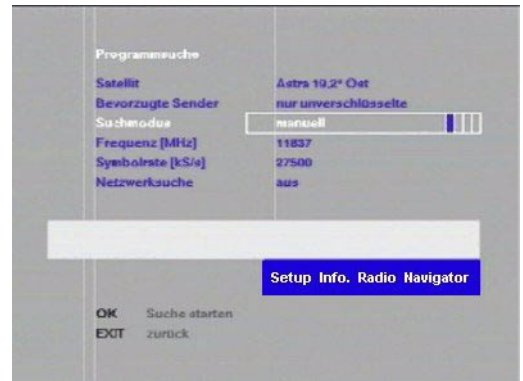 Programmsuche
Satellit Astra 19,2° Ost
Bevorzugte Sender nur unverschlüsselte
Suchmodus manuell
Frequenz [MHz] 11837
Symbolrate [kS/s] 27500
Netzwerksuche aus
Setup Info. Radio Navigator
OK Suche starten
EXIT zurück